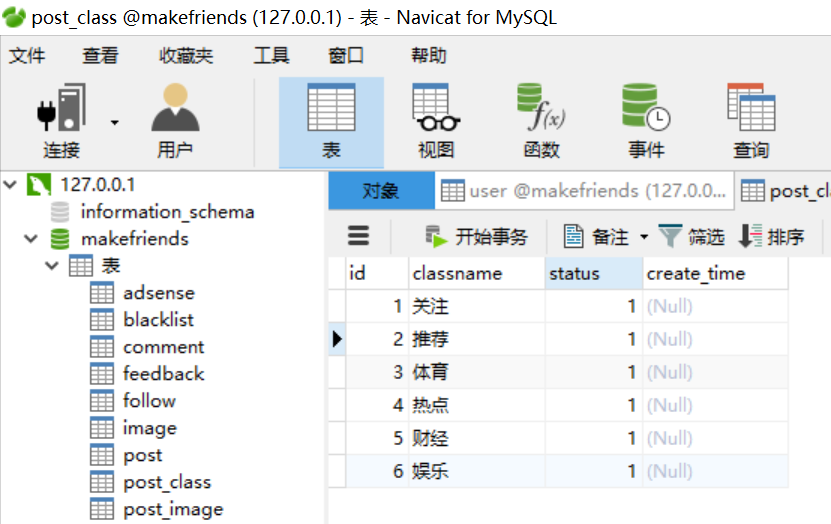 post_class @makefriends (127.0.0.1) - 表 - Navicat for MySQL
文件 查看 收藏夹 工具 窗口 帮助
连接 用户 表 视图 函数 事件 查询
127.0.0.1
information_schema
makefriends
表
adsense
blacklist
comment
feedback
follow
image
post
post_class
post_image
对象 user @makefriends (127.0.0... post_cl
开始事务 备注 筛选 排序
id classname status create_time
1 关注 1 (Null)
2 推荐 1 (Null)
3 体育 1 (Null)
4 热点 1 (Null)
5 财经 1 (Null)
6 娱乐 1 (Null)